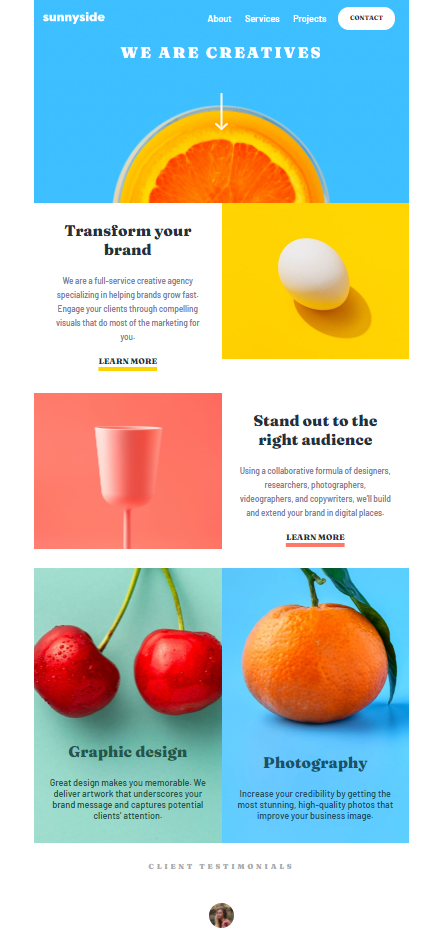 sunnyside
About Services Projects CONTACT
WE ARE CREATIVES
Transform your
brand
We are a full-service creative agency
specializing in helping brands grow fast.
Engage your clients through compelling
visuals that do most of the marketing for
you.
LEARN MORE
Stand out to the
right audience
Using a collaborative formula of designers,
researchers, photographers,
videographers, and copywriters, we'll build
and extend your brand in digital places.
LEARN MORE
Graphic design
Great design makes you memorable. We
deliver artwork that underscores your
brand message and captures potential
clients' attention.
Photography
Increase your credibility by getting the
most stunning, high-quality photos that
improve your business image.
CLIENT TESTIMONIALS